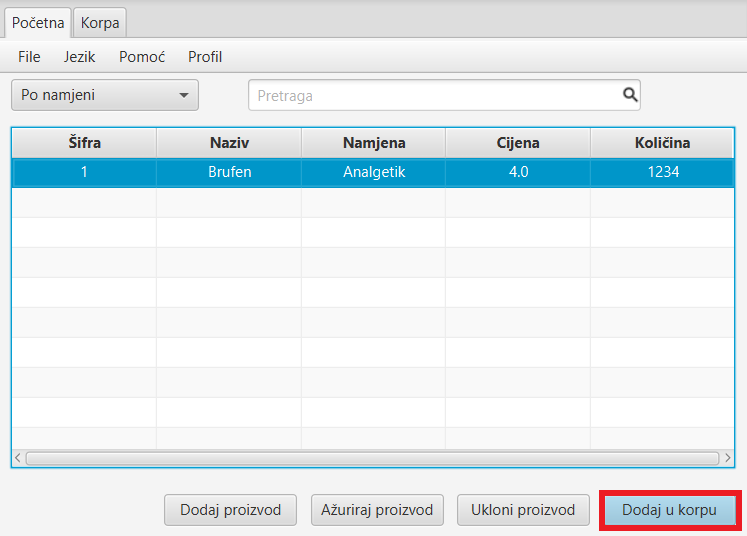 Početna Korpa
File Jezik Pomoć Profil
Po namjeni Pretraga
Šifra Naziv Namjena Cijena Količina
1 Brufen Analgetik 4.0 1234
Dodaj proizvod Ažuriraj proizvod Ukloni proizvod Dodaj u korpu